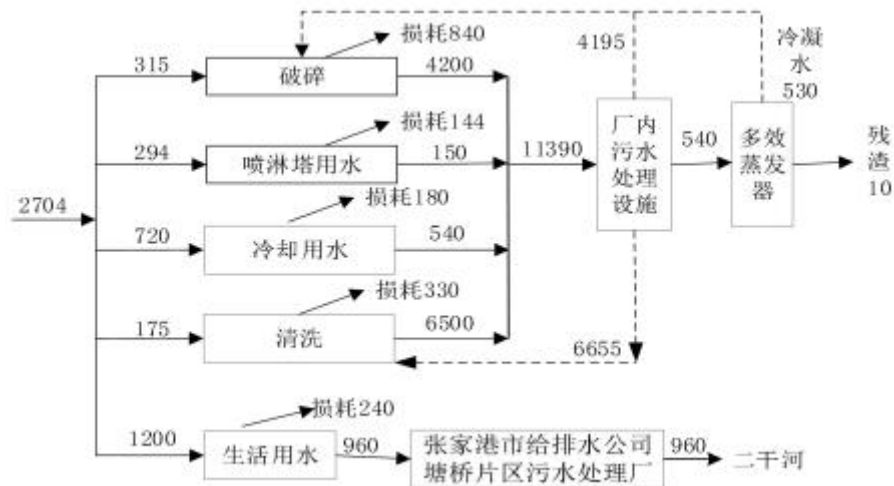 损耗840
4195
冷凝
水
530
315
破碎
4200
损耗144
294
喷淋塔用水
150
11390
厂内
污水
处理
设施
540
多效
蒸发
器
残
渣
10
2704
损耗180
720
冷却用水
540
损耗330
175
清洗
6500
6655
损耗240
1200
生活用水
960
张家港市给排水公司
塘桥片区污水处理厂
960
二干河